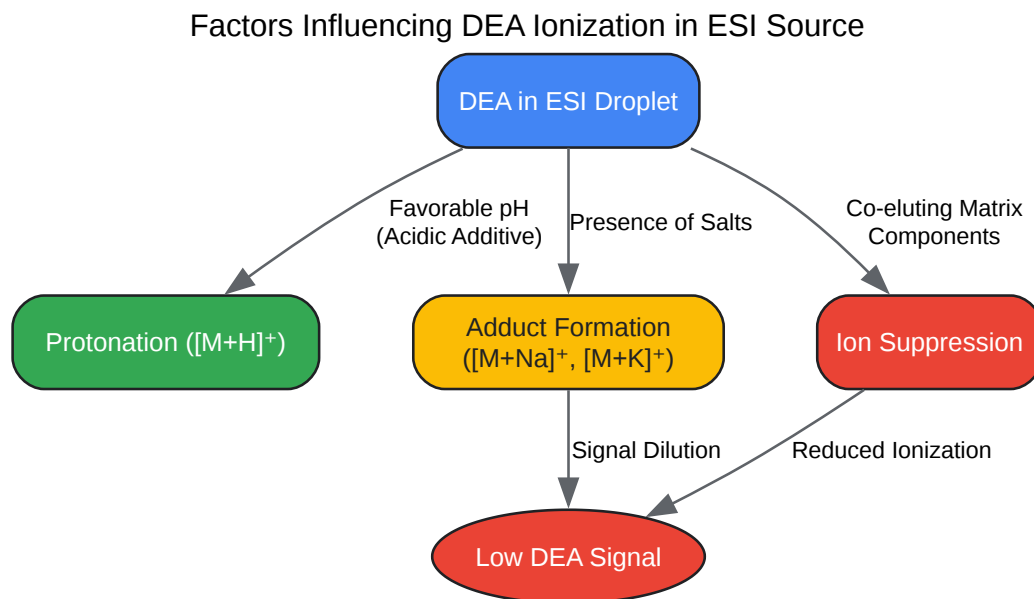 Factors Influencing DEA Ionization in ESI Source
DEA in ESI Droplet
Favorable pH
(Acidic Additive)
Presence of Salts
Co-eluting Matrix
Components
Protonation ([M+H]⁺)
Adduct Formation
([M+Na]⁺, [M+K]⁺)
Ion Suppression
Signal Dilution
Reduced Ionization
Low DEA Signal